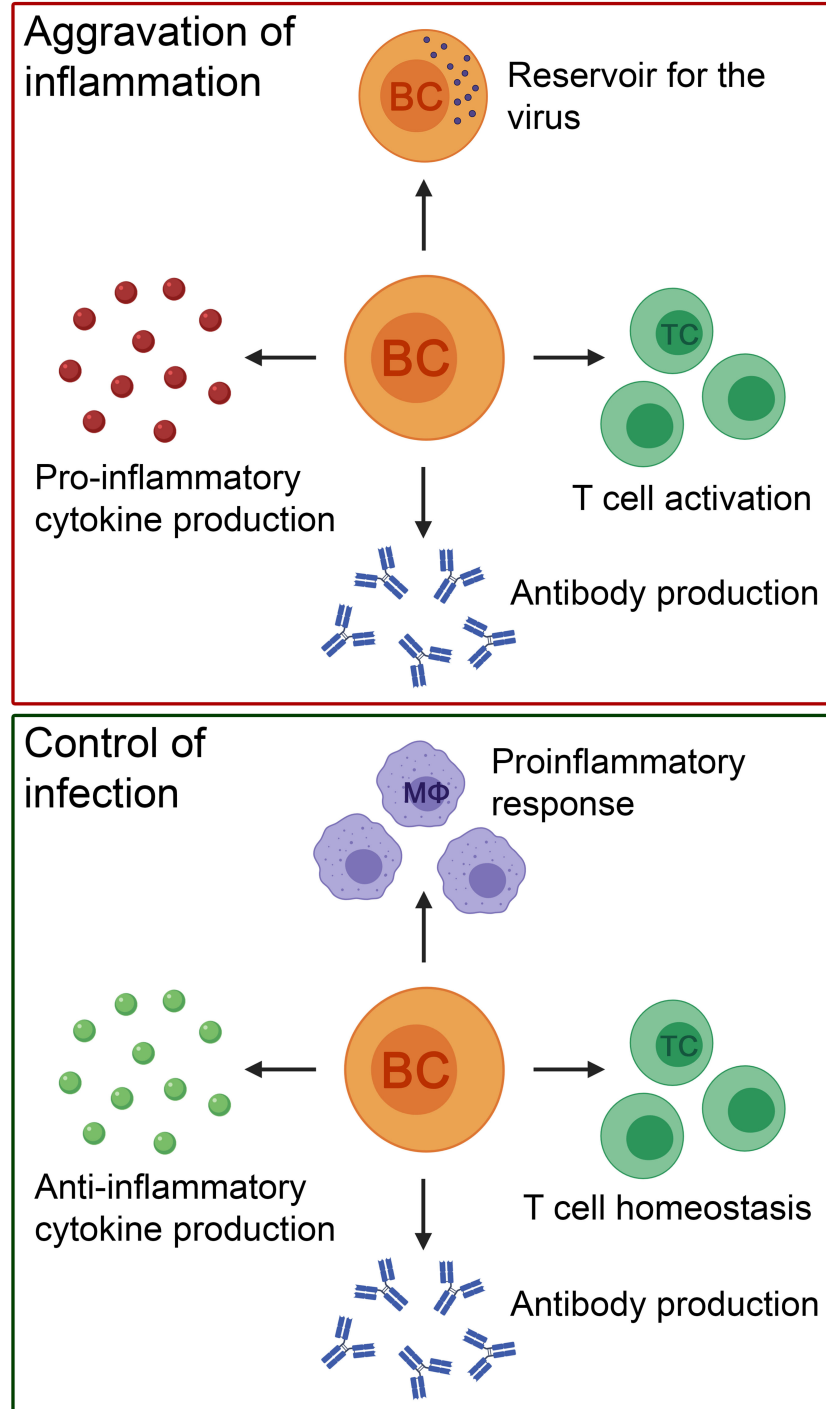 Aggravation of
inflammation
BC
Reservoir for the
virus
BC
TC
Pro-inflammatory
cytokine production
T cell activation
Antibody production
Control of
infection
MΦ
Proinflammatory
response
BC
TC
Anti-inflammatory
cytokine production
T cell homeostasis
Antibody production